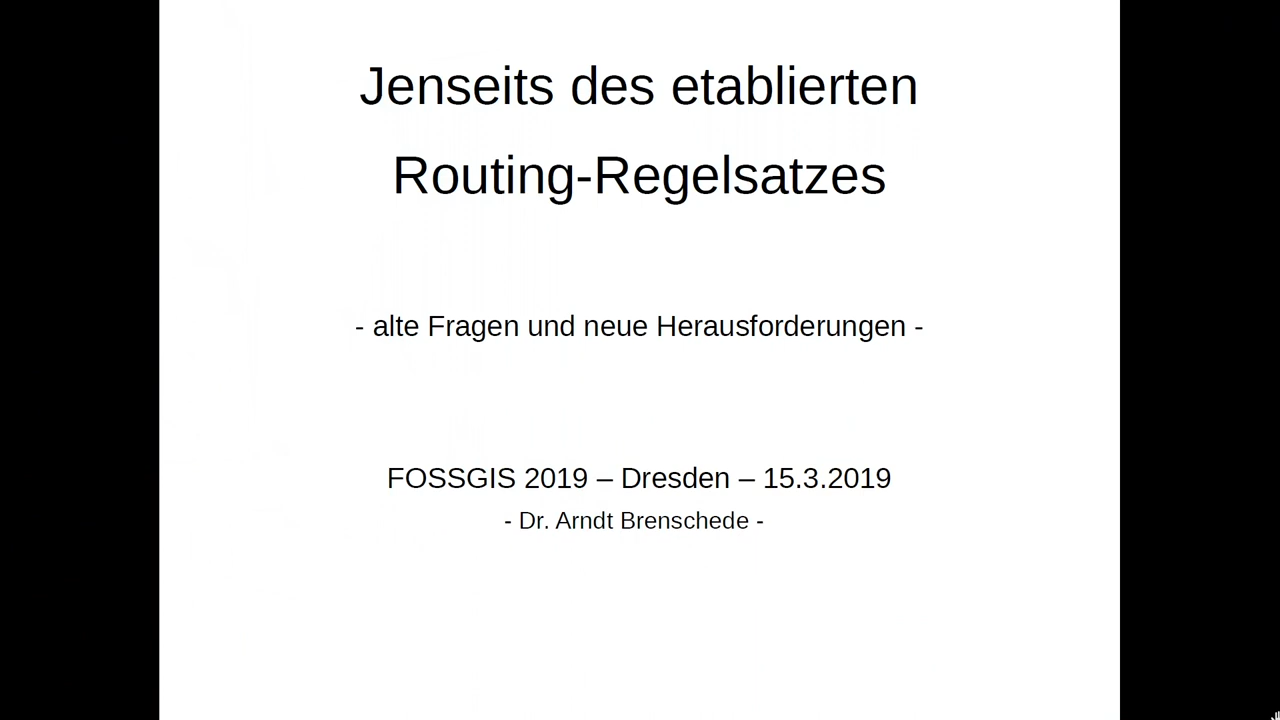 Jenseits des etablierten
Routing-Regelsatzes
- alte Fragen und neue Herausforderungen -
FOSSGIS 2019 – Dresden – 15.3.2019
- Dr. Arndt Brenschede -